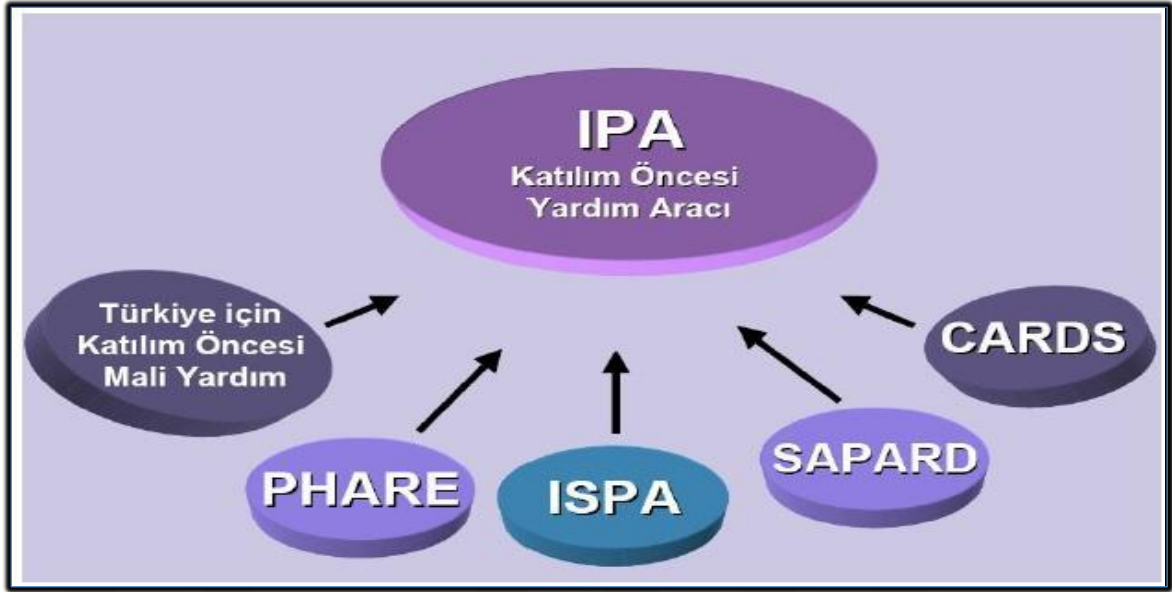 IPA
Katılım Öncesi
Yardım Aracı
Türkiye için
Katılım Öncesi
Mali Yardım
PHARE
ISPA
SAPARD
CARDS